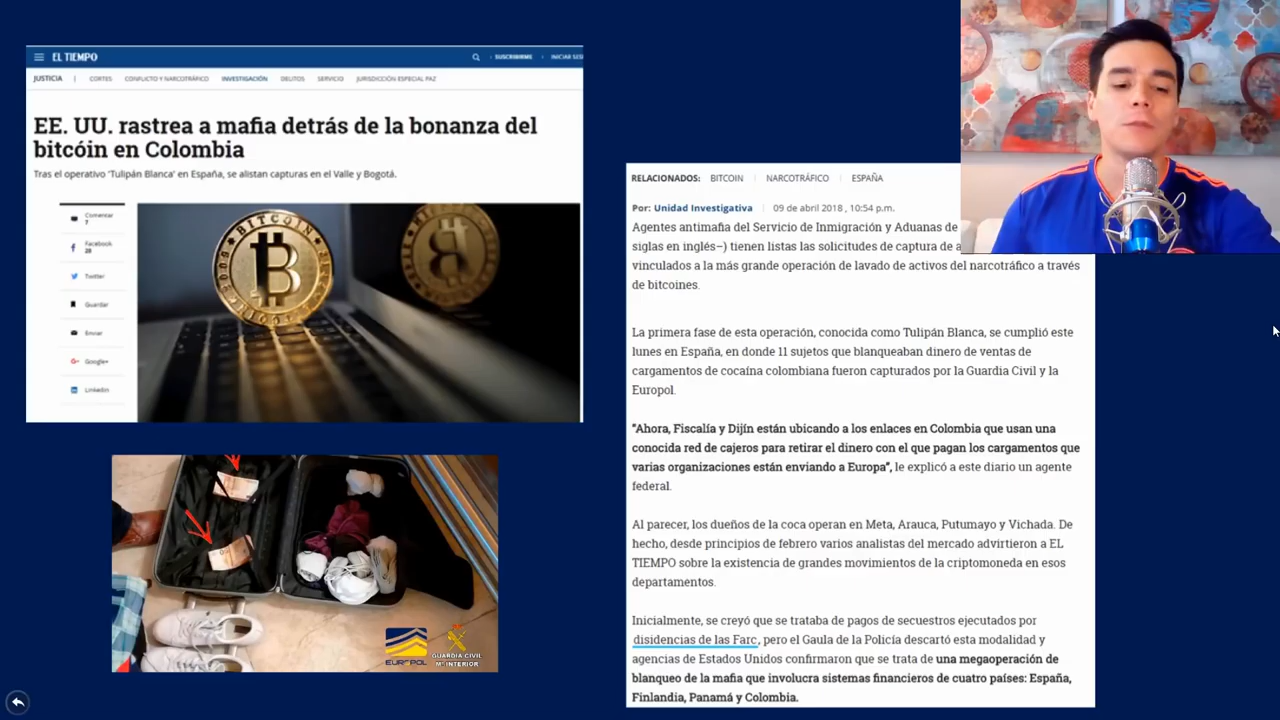 EL TIEMPO
SUSCRIBIRME
INICIAR SES
JUSTICIA | CORTES CONFLICTO Y NARCOTRÁFICO INVESTIGACIÓN DELITOS SERVICIO JURISDICCIÓN ESPECIAL PAZ
EE. UU. rastrea a mafia detrás de la bonanza del
bitcóin en Colombia
Tras el operativo 'Tulipán Blanca' en España, se alistan capturas en el Valle y Bogotá.
Comentar
7
Facebook
28
Twitter
Guardar
Enviar
Google+
Linkedin
BITCOIN
RELACIONADOS: BITCOIN | NARCOTRÁFICO | ESPAÑA
Por: Unidad Investigativa | 09 de abril 2018 , 10:54 p.m.
Agentes antimafia del Servicio de Inmigración y Aduanas de
siglas en inglés–) tienen listas las solicitudes de captura de a
vinculados a la más grande operación de lavado de activos del narcotráfico a través
de bitcoines.
La primera fase de esta operación, conocida como Tulipán Blanca, se cumplió este
lunes en España, en donde 11 sujetos que blanqueaban dinero de ventas de
cargamentos de cocaína colombiana fueron capturados por la Guardia Civil y la
Europol.
"Ahora, Fiscalía y Dijín están ubicando a los enlaces en Colombia que usan una
conocida red de cajeros para retirar el dinero con el que pagan los cargamentos que
varias organizaciones están enviando a Europa", le explicó a este diario un agente
federal.
Al parecer, los dueños de la coca operan en Meta, Arauca, Putumayo y Vichada. De
hecho, desde principios de febrero varios analistas del mercado advirtieron a EL
TIEMPO sobre la existencia de grandes movimientos de la criptomoneda en esos
departamentos.
Inicialmente, se creyó que se trataba de pagos de secuestros ejecutados por
disidencias de las Farc, pero el Gaula de la Policía descartó esta modalidad y
agencias de Estados Unidos confirmaron que se trata de una megaoperación de
blanqueo de la mafia que involucra sistemas financieros de cuatro países: España,
Finlandia, Panamá y Colombia.
EUROPOL
GUARDIA CIVIL
Mº INTERIOR